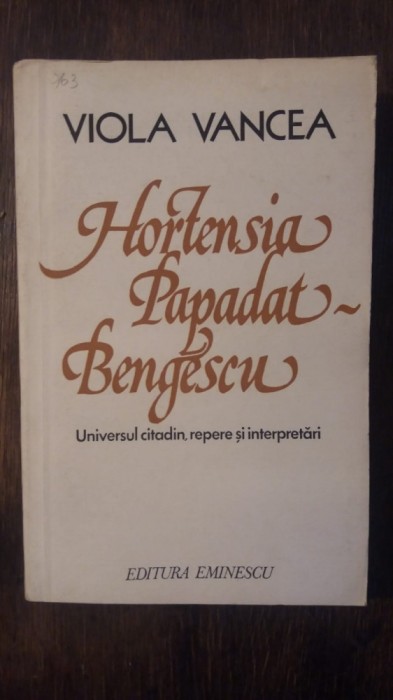 VIOLA VANCEA
Hortensia
Papadat-
Bengescu
Universul citadin, repere și interpretări
EDITURA EMINESCU